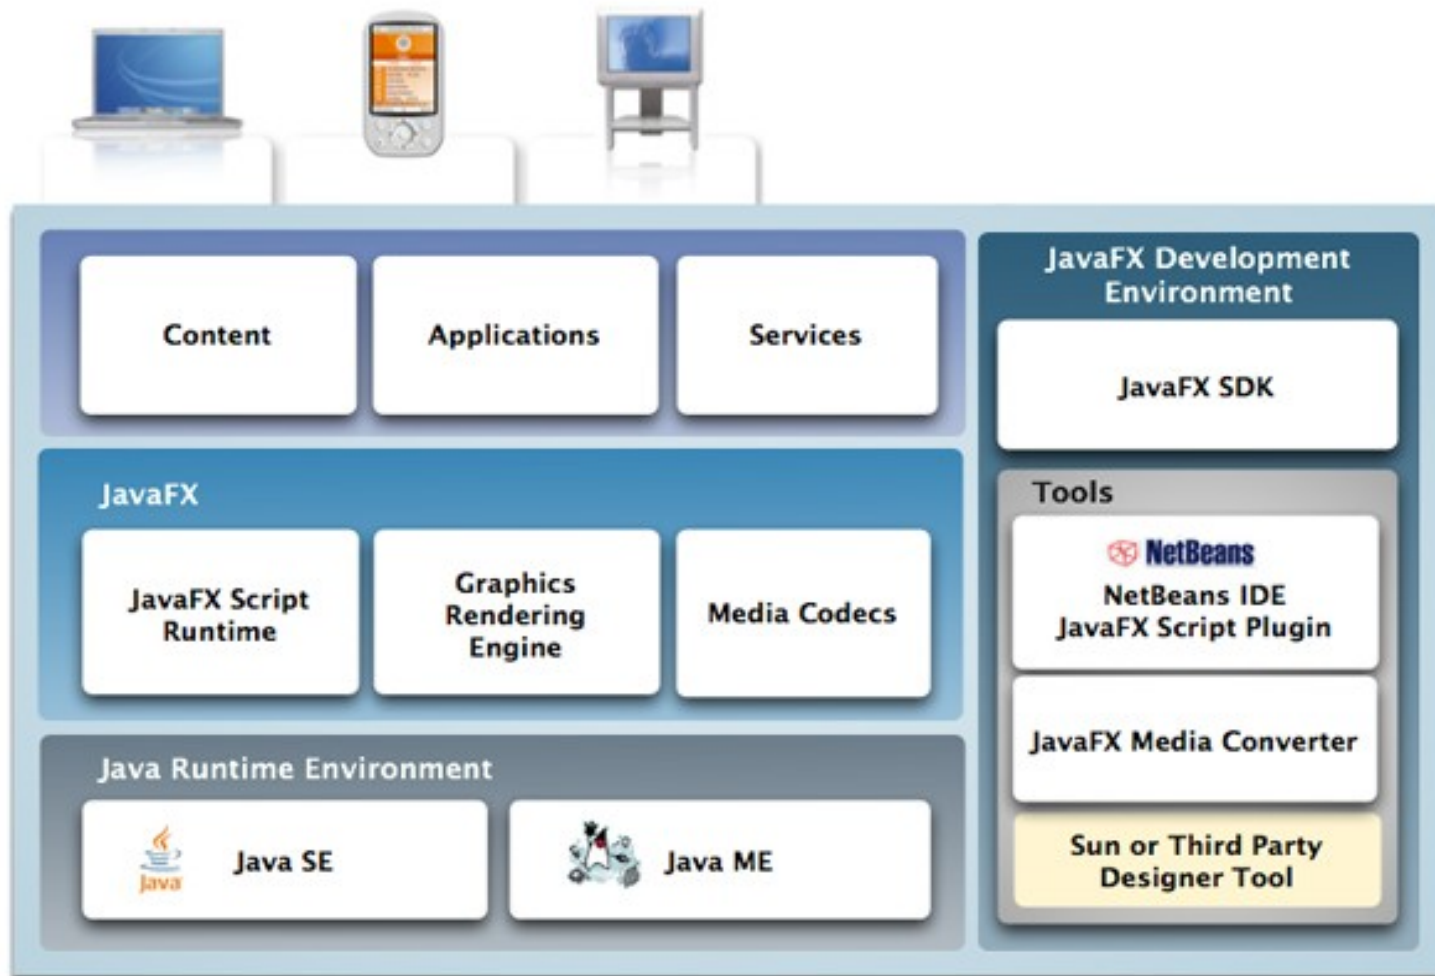 Content
Applications
Services
JavaFX
JavaFX Script
Runtime
Graphics
Rendering
Engine
Media Codecs
Java Runtime Environment
Java
Java SE
Java ME
JavaFX Development
Environment
JavaFX SDK
Tools
NetBeans
NetBeans IDE
JavaFX Script Plugin
JavaFX Media Converter
Sun or Third Party
Designer Tool